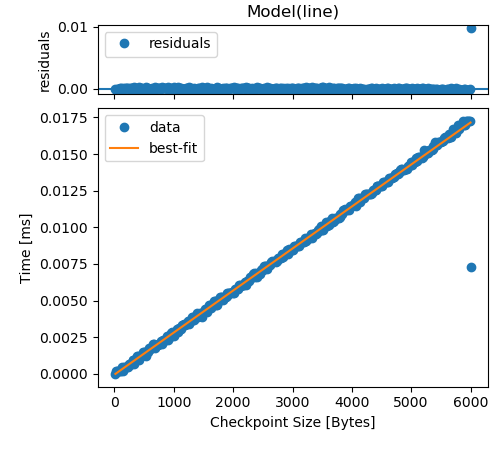 Model(line)
0.01
0.00
residuals
residuals
0.0175
0.0150
0.0125
0.0100
0.0075
0.0050
0.0025
0.0000
Time [ms]
data
best-fit
0 1000 2000 3000 4000 5000 6000
Checkpoint Size [Bytes]